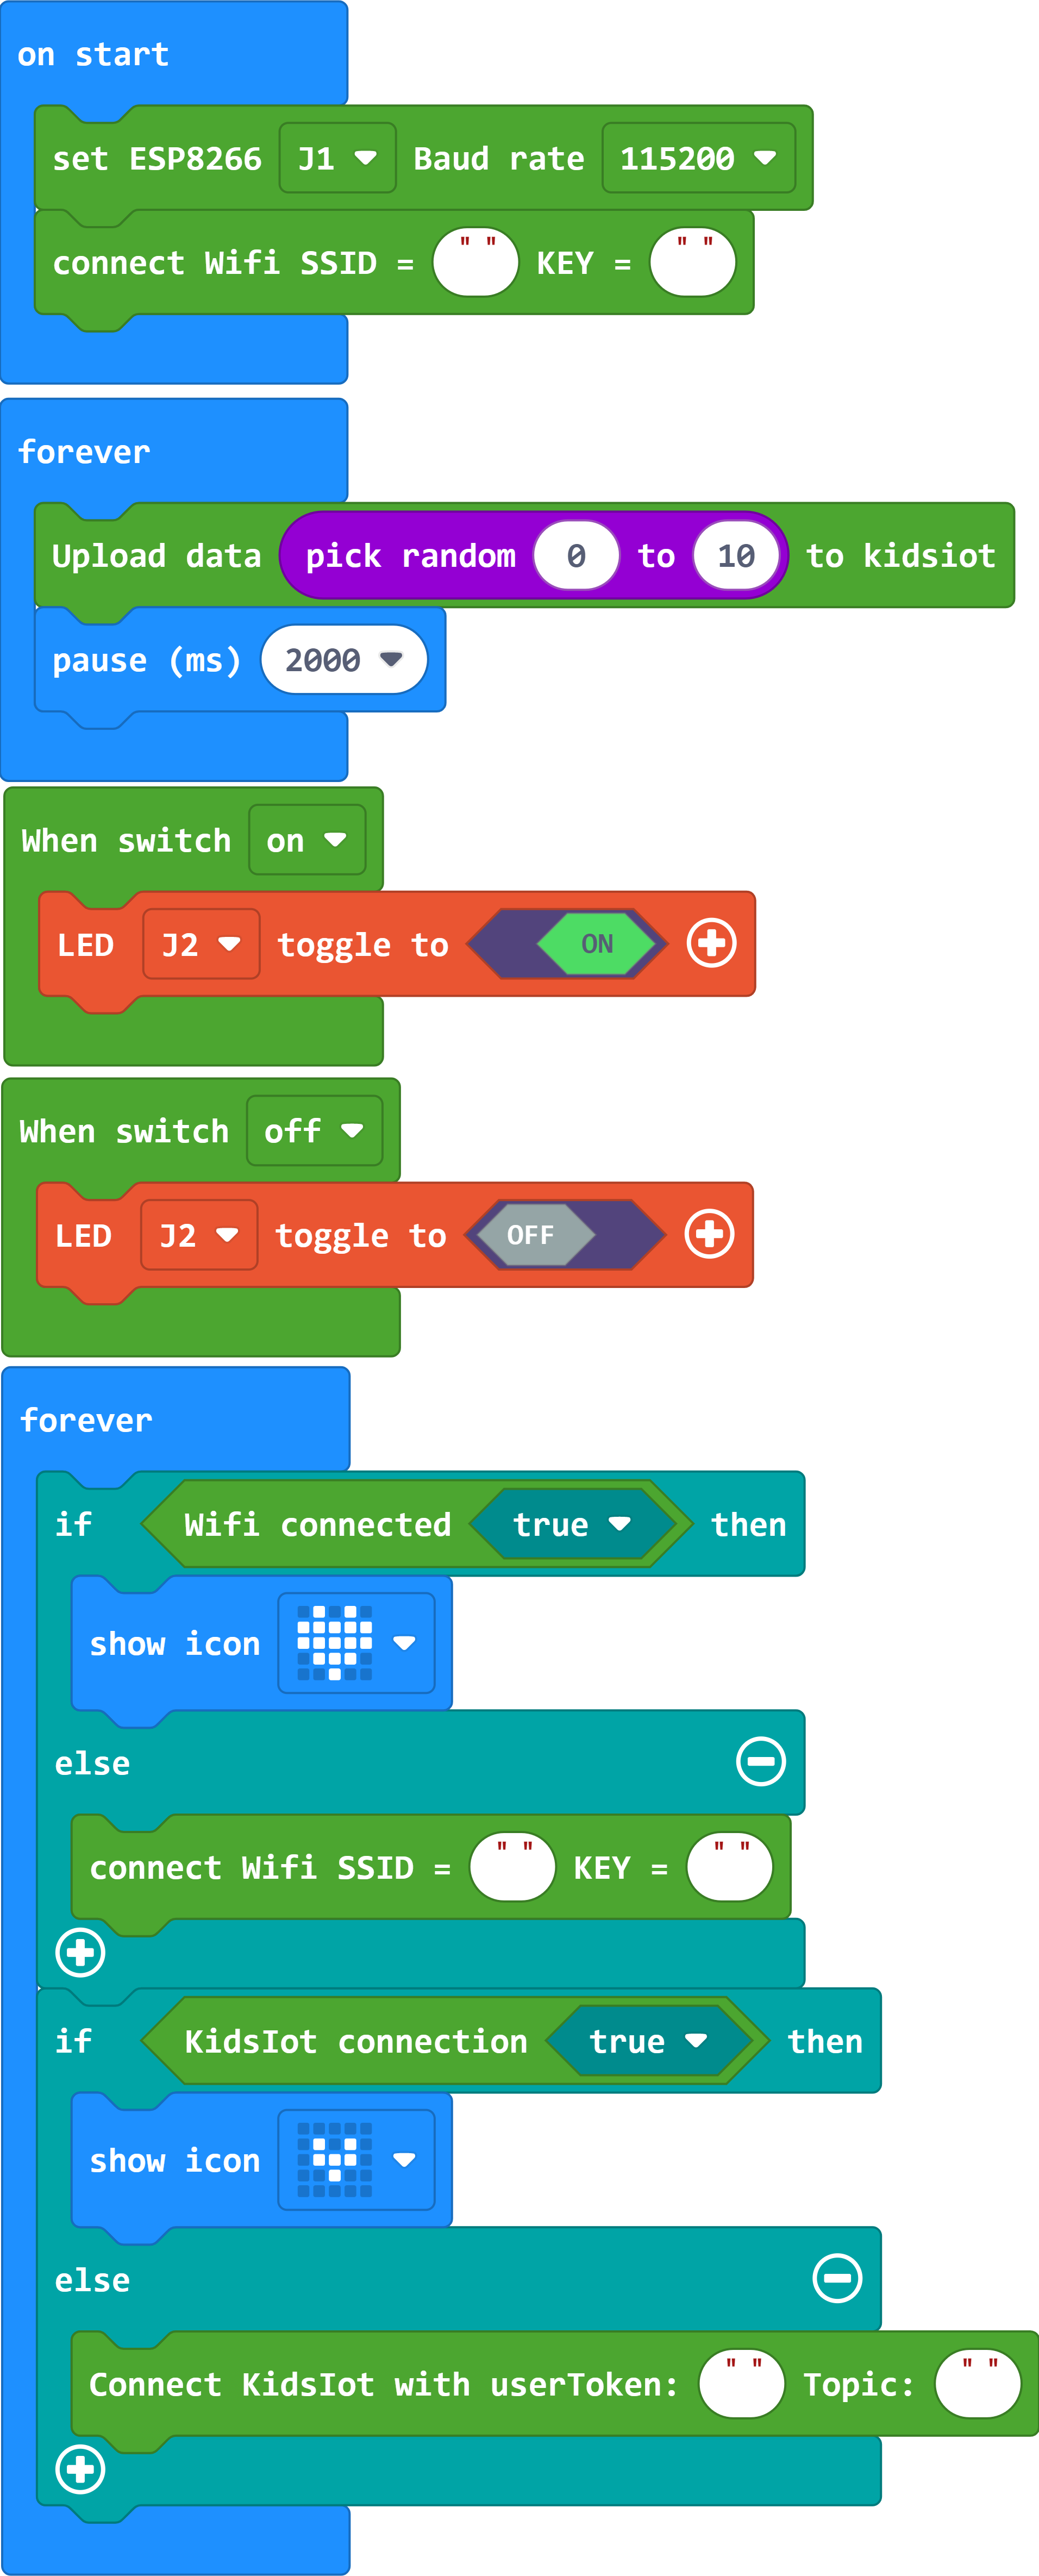 on start
set ESP8266 J1 Baud rate 115200
connect Wifi SSID = " " KEY = " "
forever
Upload data pick random 0 to 10 to kidsiot
pause (ms) 2000
When switch on
LED J2 toggle to ON
When switch off
LED J2 toggle to OFF
forever
if Wifi connected true then
show icon
else
connect Wifi SSID = " " KEY = " "
if KidsIot connection true then
show icon
else
Connect KidsIot with userToken: " " Topic: " "